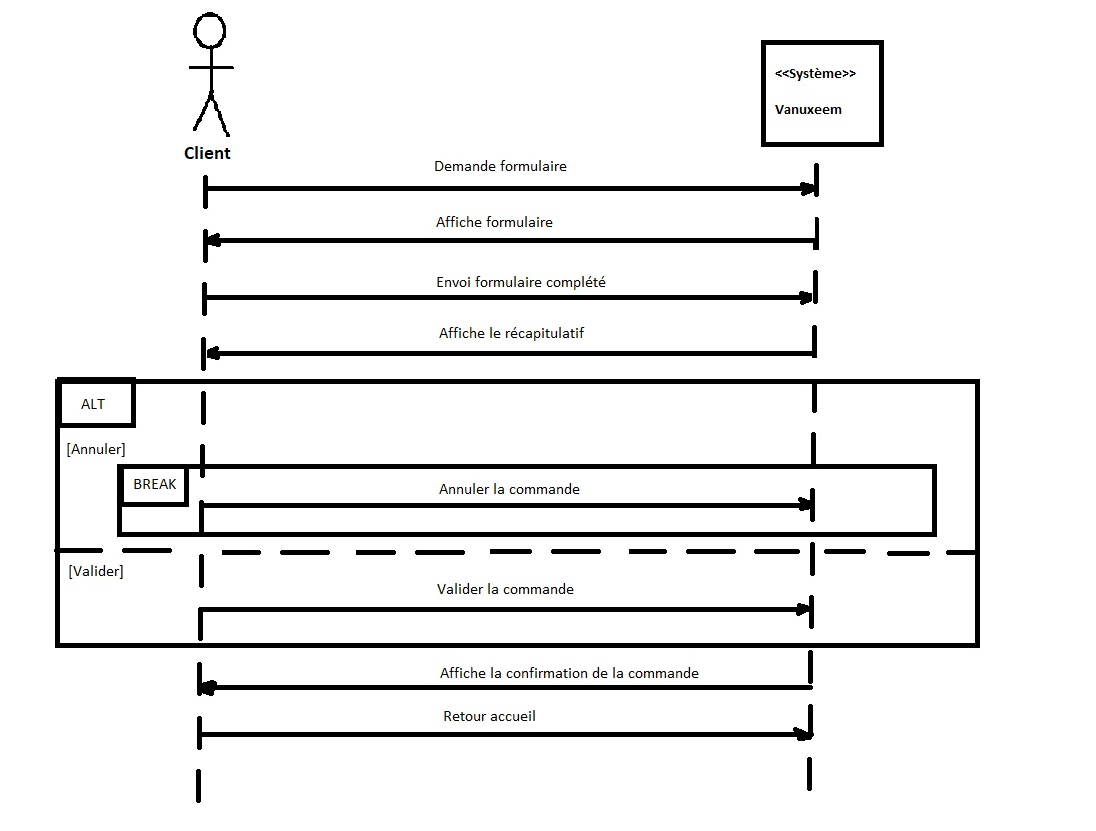 <<Système>>
Vanuxeem
Client
Demande formulaire
Affiche formulaire
Envoi formulaire complété
Affiche le récapitulatif
ALT
[Annuler]
BREAK
Annuler la commande
[Valider]
Valider la commande
Affiche la confirmation de la commande
Retour accueil